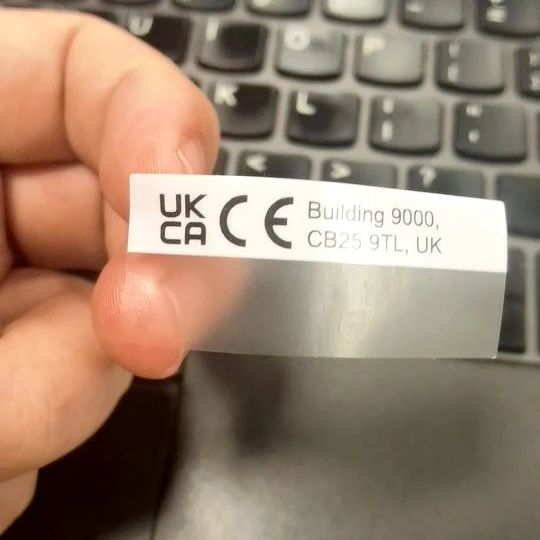 U I O P
K L
< > ?
UK CA CE Building 9000,
CB25 9TL, UK